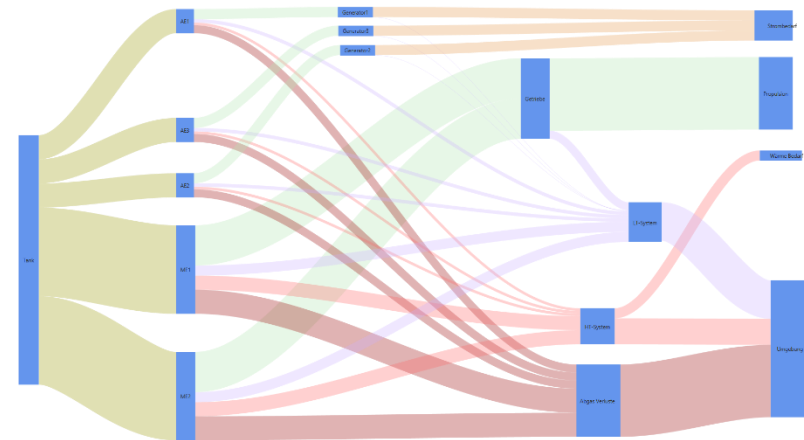 Generator1
AE1
Strombedarf
Generator3
Generator2
Getriebe
Propulsion
AE3
Wärme Bedarf
AE2
LT-System
Tank
ME1
HT-System
Umgebung
ME2
Abgas Verluste